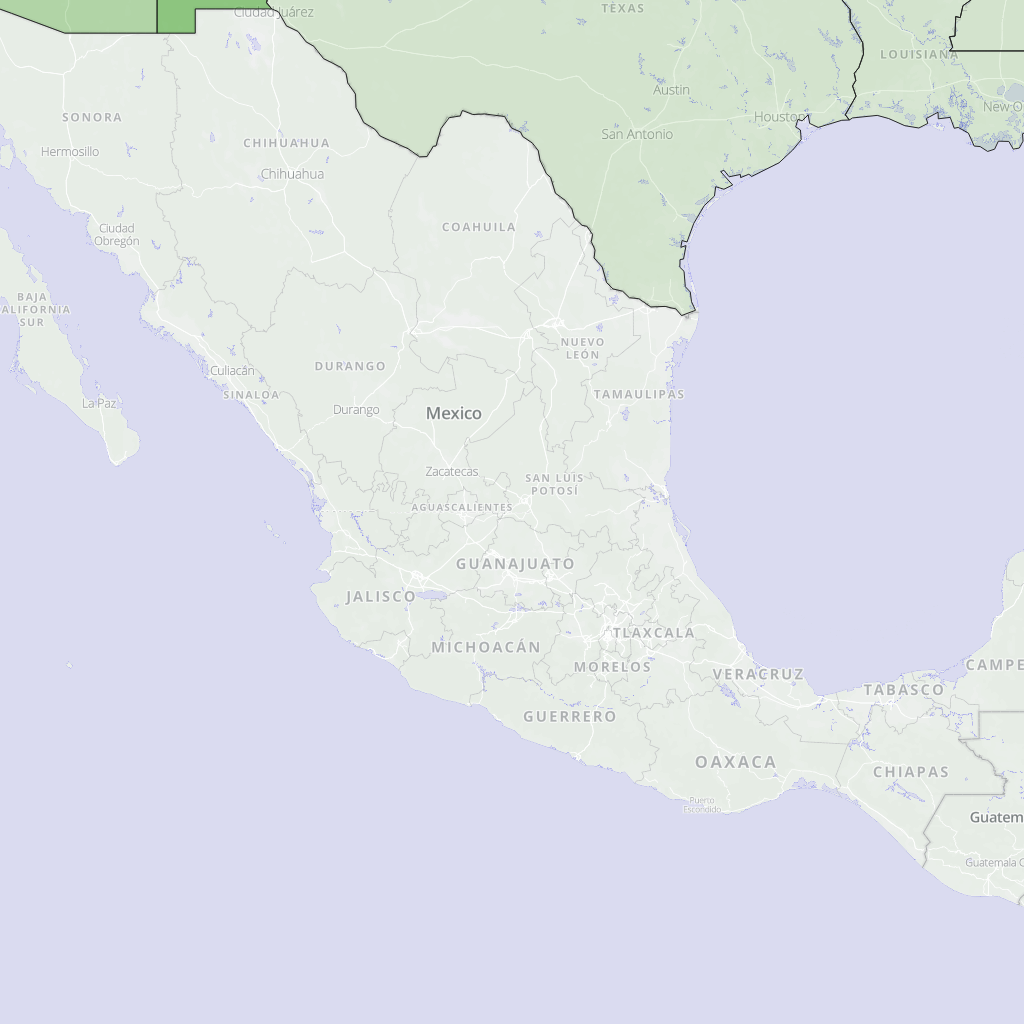 TEXAS
Ciudad Juárez
LOUISIANA
Austin
New O
Houston
SONORA
San Antonio
CHIHUAHUA
Hermosillo
Chihuahua
Ciudad
Obregón
COAHUILA
BAJA
ALIFORNIA
SUR
NUEVO
LEÓN
DURANGO
Culiacán
SINALOA
TAMAULIPAS
La Paz
Durango
Mexico
Zacatecas
SAN LUIS
POTOSÍ
AGUASCALIENTES
GUANAJUATO
JALISCO
TLAXCALA
MICHOACÁN
MORELOS
CAMPE
VERACRUZ
TABASCO
GUERRERO
OAXACA
CHIAPAS
Puerto
Escondido
Guatem
Guatemala C